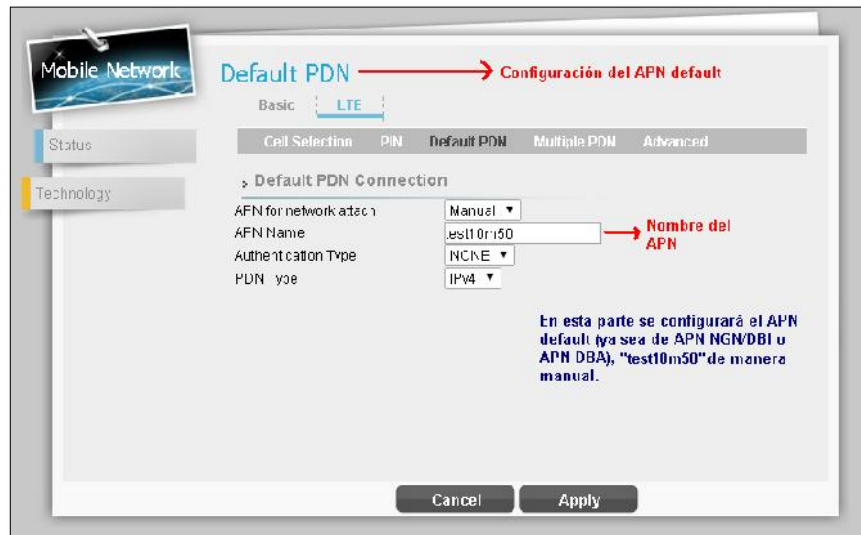 Mobile Network
Default PDN
Configuración del APN default
Basic
LTE
Status
Cell Selection PIN Default PDN Multiple PDN Advanced
Technology
Default PDN Connection
APN for network attach Manual
APN Name test10m50
Nombre del
APN
Authentication Type NONE
PDN Type IPv4
En esta parte se configurará el APN
default (ya sea de APN NGN/DBI o
APN DBA), "test10m50" de manera
manual.
Cancel Apply